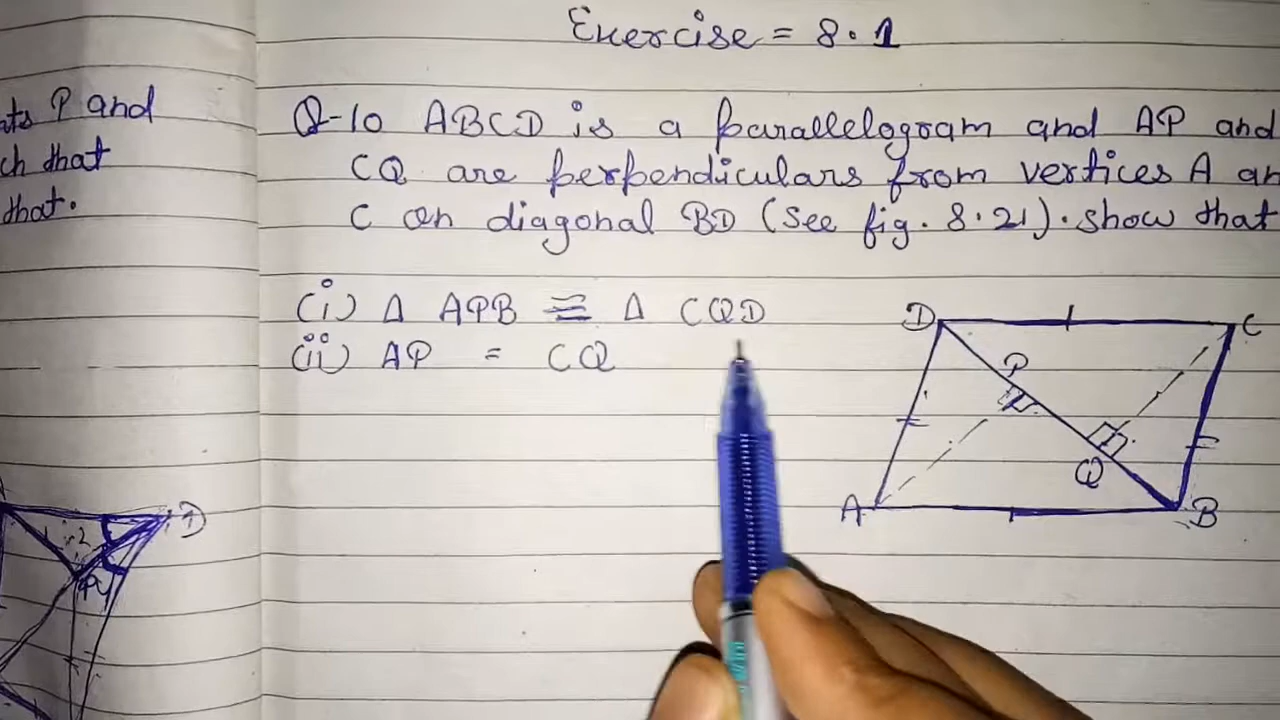 Exercise = 8.1
ats P and
ch that
that.
Q-10 ABCD is a parallelogram and AP and
CQ are perpendiculars from vertices A an
C on diagonal BD (See fig. 8.21). show that
(i) Δ APB ≅ Δ CQD
(ii) AP = CQ
D C
P
Q
A B
D